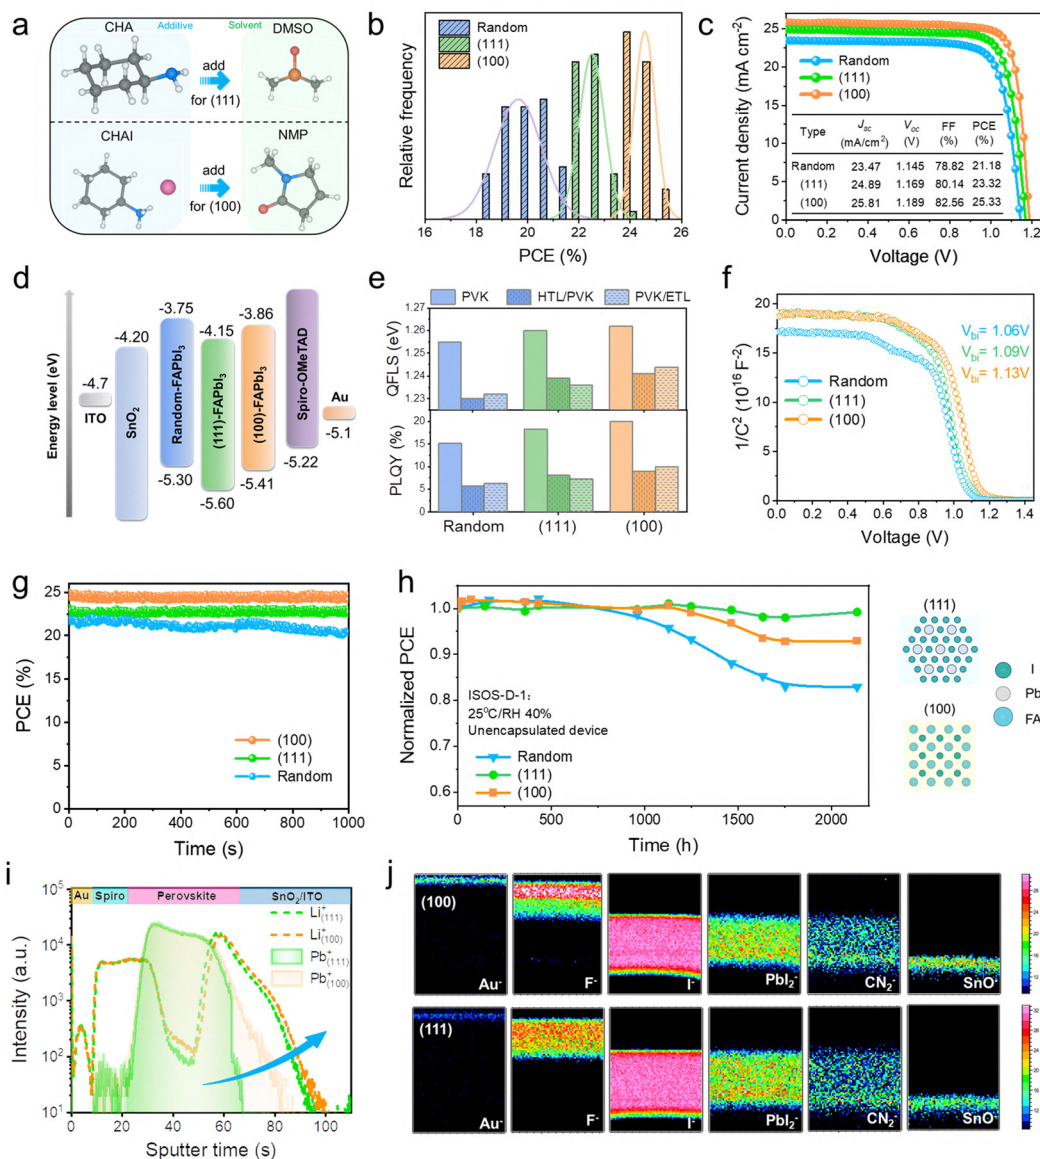 a
CHA
Additive
Solvent
DMSO
add
for (111)
CHAI
NMP
add
for (100)
b
Random
(111)
(100)
Relative frequency
16 18 20 22 24 26
PCE (%)
c
Random
(111)
(100)
Type Jsc (mA/cm²) Voc (V) FF (%) PCE (%)
Random 23.47 1.145 78.82 21.18
(111) 24.89 1.169 80.14 23.32
(100) 25.81 1.189 82.56 25.33
Current density (mA cm⁻²)
25
20
15
10
5
0
0.0 0.2 0.4 0.6 0.8 1.0 1.2
Voltage (V)
d
Energy level (eV)
-4.7
ITO
-4.20
SnO₂
-3.75
Random-FAPbI₃
-5.30
-4.15
(111)-FAPbI₃
-5.60
-3.86
(100)-FAPbI₃
-5.41
Spiro-OMeTAD
-5.22
Au
-5.1
e
PVK HTL/PVK PVK/ETL
QFLS (eV)
1.27
1.26
1.25
1.24
1.23
PLQY (%)
20
15
10
5
0
Random (111) (100)
f
Vbi= 1.06V
Vbi= 1.09V
Vbi= 1.13V
Random
(111)
(100)
1/C² (10¹⁶ F⁻²)
20
15
10
5
0
0.0 0.2 0.4 0.6 0.8 1.0 1.2 1.4
Voltage (V)
g
PCE (%)
25
20
15
10
5
0
(100)
(111)
Random
0 200 400 600 800 1000
Time (s)
h
Normalized PCE
1.0
0.9
0.8
0.7
0.6
ISOS-D-1:
25°C/RH 40%
Unencapsulated device
Random
(111)
(100)
0 500 1000 1500 2000
Time (h)
(111)
(100)
I
Pb
FA
i
Au Spiro Perovskite SnO₂/ITO
Li⁺(111)
Li⁺(100)
Pb⁺(111)
Pb⁺(100)
Intensity (a.u.)
10⁵
10⁴
10³
10²
10¹
0 20 40 60 80 100
Sputter time (s)
j
(100)
Au⁻ F⁻ I⁻ PbI₂⁻ CN₂⁻ SnO⁻
(111)
Au⁻ F⁻ I⁻ PbI₂⁻ CN₂⁻ SnO⁻